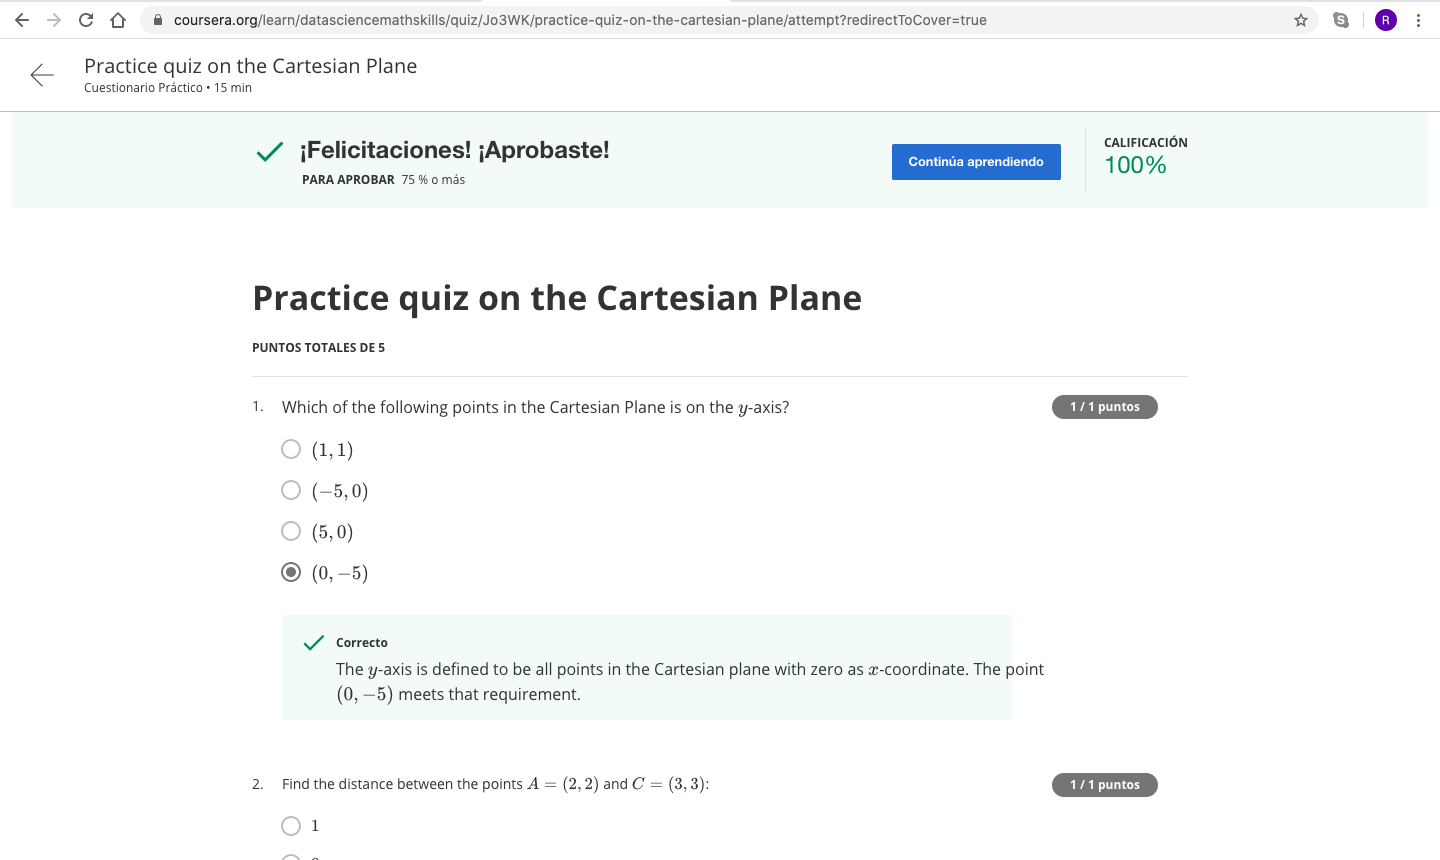 coursera.org/learn/datasciencemathskills/quiz/Jo3WK/practice-quiz-on-the-cartesian-plane/attempt?redirectToCover=true
S
R
Practice quiz on the Cartesian Plane
Cuestionario Práctico • 15 min
¡Felicitaciones! ¡Aprobaste!
PARA APROBAR 75 % o más
Continúa aprendiendo
CALIFICACIÓN
100%
Practice quiz on the Cartesian Plane
PUNTOS TOTALES DE 5
1. Which of the following points in the Cartesian Plane is on the y-axis?
1 / 1 puntos
(1, 1)
(−5, 0)
(5, 0)
(0, −5)
Correcto
The y-axis is defined to be all points in the Cartesian plane with zero as x-coordinate. The point
(0, −5) meets that requirement.
2. Find the distance between the points A = (2, 2) and C = (3, 3):
1 / 1 puntos
1